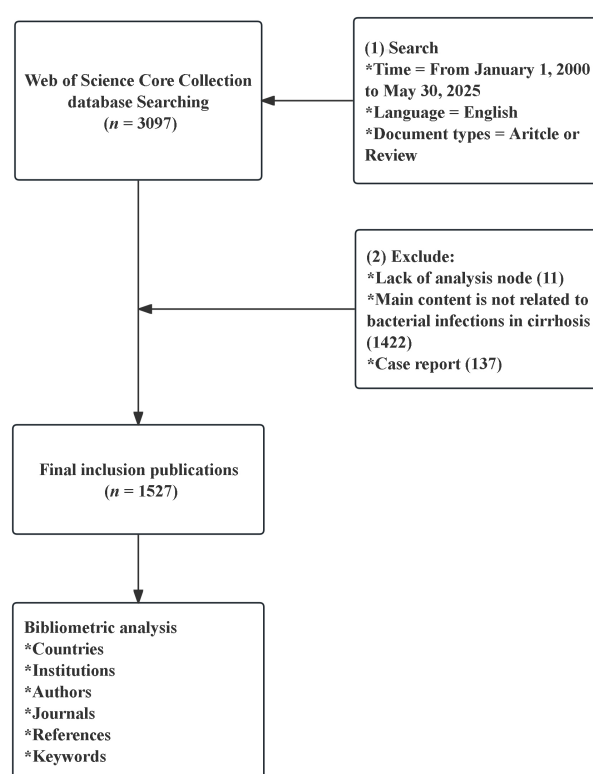 Web of Science Core Collection
database Searching
(n = 3097)
(1) Search
*Time = From January 1, 2000
to May 30, 2025
*Language = English
*Document types = Aritcle or
Review
(2) Exclude:
*Lack of analysis node (11)
*Main content is not related to
bacterial infections in cirrhosis
(1422)
*Case report (137)
Final inclusion publications
(n = 1527)
Bibliometric analysis
*Countries
*Institutions
*Authors
*Journals
*References
*Keywords